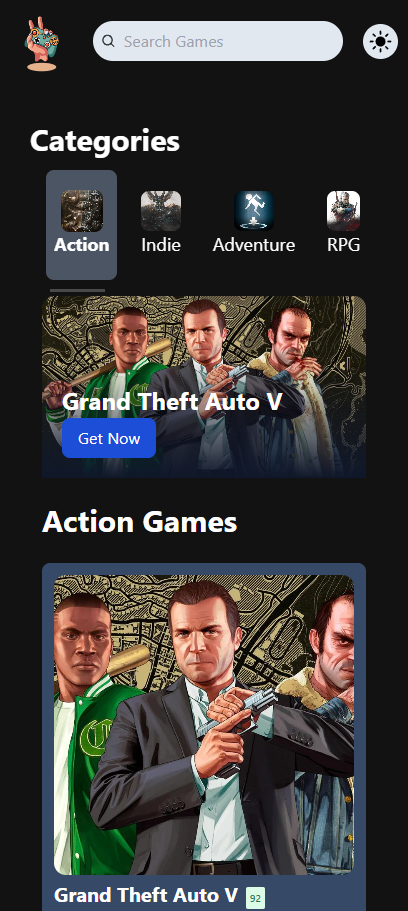 Search Games
Categories
Action Indie Adventure RPG
Grand Theft Auto V
Get Now
Action Games
Grand Theft Auto V 92